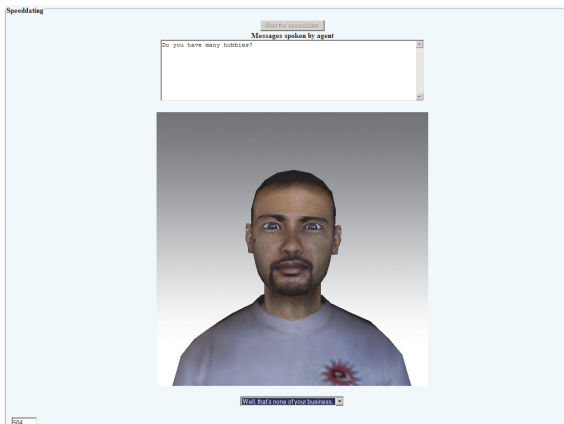 Speeddating
Start the speeddate!
Messages spoken by agent
Do you have many hobbies?
Well, that's none of your business.
504